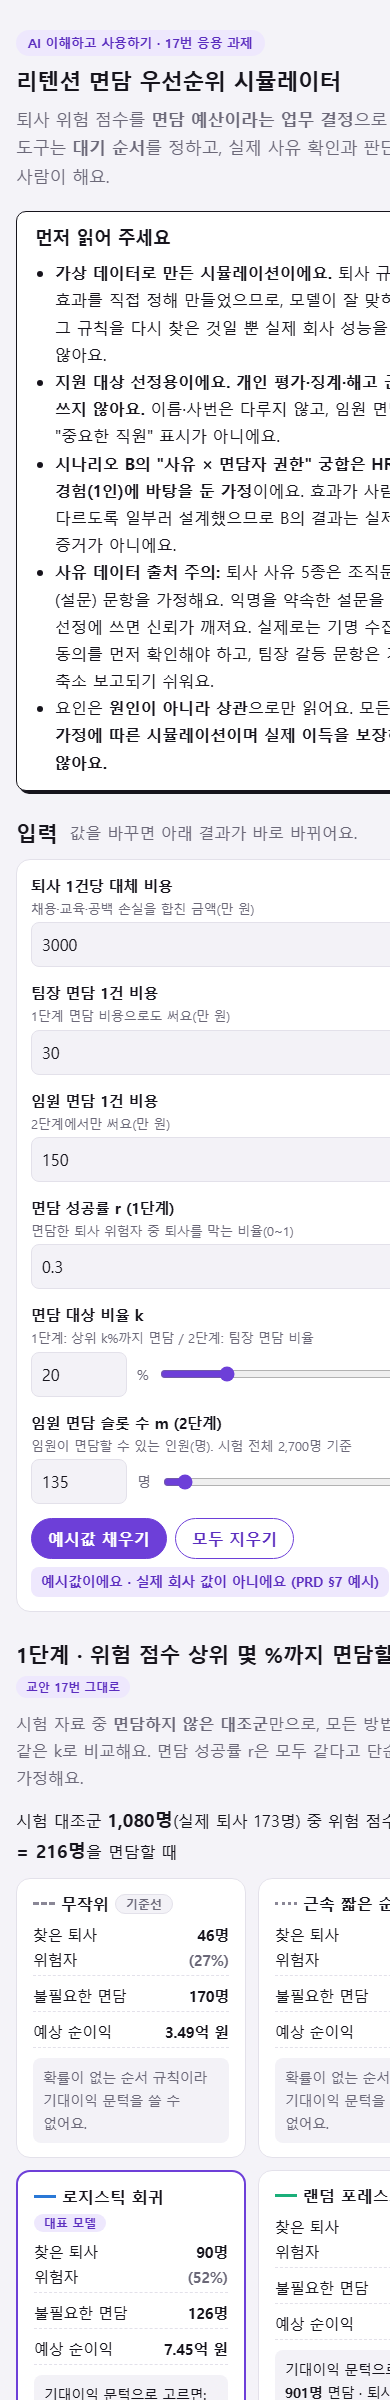 AI 이해하고 사용하기 · 17번 응용 과제
리텐션 면담 우선순위 시뮬레이터
퇴사 위험 점수를 면담 예산이라는 업무 결정으로
도구는 대기 순서를 정하고, 실제 사유 확인과 판단
사람이 해요.
먼저 읽어 주세요
• 가상 데이터로 만든 시뮬레이션이에요. 퇴사 규
효과를 직접 정해 만들었으므로, 모델이 잘 맞히
그 규칙을 다시 찾은 것일 뿐 실제 회사 성능을
않아요.
• 지원 대상 선정용이에요. 개인 평가·징계·해고
쓰지 않아요. 이름·사번은 다루지 않고, 임원 면
"중요한 직원" 표시가 아니에요.
• 시나리오 B의 "사유 × 면담자 권한" 궁합은 HR
경험(1인)에 바탕을 둔 가정이에요. 효과가 사람
다르도록 일부러 설계했으므로 B의 결과는 실제
증거가 아니에요.
• 사유 데이터 출처 주의: 퇴사 사유 5종은 조직문
(설문) 문항을 가정해요. 익명을 약속한 설문을
선정에 쓰면 신뢰가 깨져요. 실제로는 기명 수집
동의를 먼저 확인해야 하고, 팀장 갈등 문항은
축소 보고되기 쉬워요.
• 요인은 원인이 아니라 상관으로만 읽어요. 모든
가정에 따른 시뮬레이션이며 실제 이득을 보장하
않아요.
입력 값을 바꾸면 아래 결과가 바로 바뀌어요.
퇴사 1건당 대체 비용
채용·교육·공백 손실을 합친 금액(만 원)
3000
팀장 면담 1건 비용
1단계 면담 비용으로도 써요(만 원)
30
임원 면담 1건 비용
2단계에서만 써요(만 원)
150
면담 성공률 r (1단계)
면담한 퇴사 위험자 중 퇴사를 막는 비율(0~1)
0.3
면담 대상 비율 k
1단계: 상위 k%까지 면담 / 2단계: 팀장 면담 비율
20 %
임원 면담 슬롯 수 m (2단계)
임원이 면담할 수 있는 인원(명). 시험 전체 2,700명 기준
135 명
예시값 채우기 모두 지우기
예시값이에요 · 실제 회사 값이 아니에요 (PRD §7 예시)
1단계 · 위험 점수 상위 몇 %까지 면담할
교안 17번 그대로
시험 자료 중 면담하지 않은 대조군만으로, 모든 방법
같은 k로 비교해요. 면담 성공률 r은 모두 같다고 단순
가정해요.
시험 대조군 1,080명(실제 퇴사 173명) 중 위험 점수
= 216명을 면담할 때
무작위 기준선
찾은 퇴사 위험자 46명 (27%)
불필요한 면담 170명
예상 순이익 3.49억 원
확률이 없는 순서 규칙이라
기대이익 문턱을 쓸 수
없어요.
근속 짧은 순
찾은 퇴사
위험자
불필요한 면담
예상 순이익
확률이 없는 순서
기대이익 문턱을
없어요.
로지스틱 회귀
대표 모델
찾은 퇴사 위험자 90명 (52%)
불필요한 면담 126명
예상 순이익 7.45억 원
기대이익 문턱으로 고르면:
랜덤 포레스
찾은 퇴사
위험자
불필요한 면담
예상 순이익
기대이익 문턱으로
901명 면담 · 퇴사